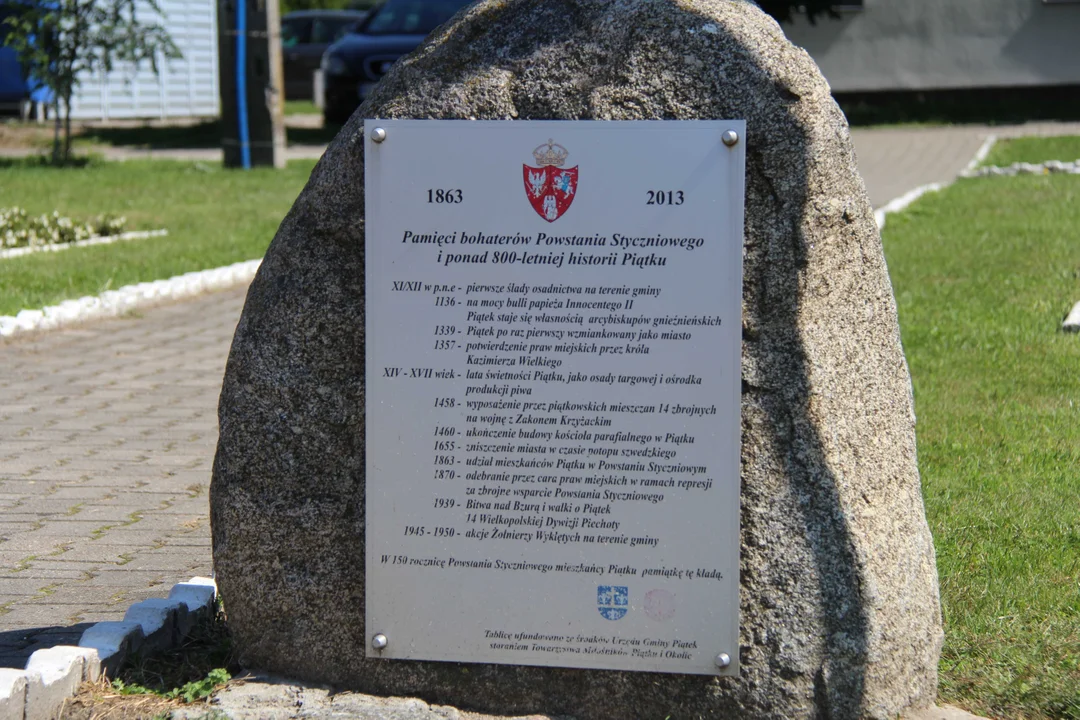 1863 2013
Pamięci bohaterów Powstania Styczniowego
i ponad 800-letniej historii Piątku
XI/XII w p.n.e - pierwsze ślady osadnictwa na terenie gminy
1136 - na mocy bulli papieża Innocentego II
Piątek staje się własnością arcybiskupów gnieźnieńskich
1339 - Piątek po raz pierwszy wzmiankowany jako miasto
1357 - potwierdzenie praw miejskich przez króla
Kazimierza Wielkiego
XIV - XVII wiek - lata świetności Piątku, jako osady targowej i ośrodka
produkcji piwa
1458 - wyposażenie przez piątkowskich mieszczan 14 zbrojnych
na wojnę z Zakonem Krzyżackim
1460 - ukończenie budowy kościoła parafialnego w Piątku
1655 - zniszczenie miasta w czasie potopu szwedzkiego
1863 - udział mieszkańców Piątku w Powstaniu Styczniowym
1870 - odebranie przez cara praw miejskich w ramach represji
za zbrojne wsparcie Powstania Styczniowego
1939 - Bitwa nad Bzurą i walki o Piątek
14 Wielkopolskiej Dywizji Piechoty
1945 - 1950 - akcje Żołnierzy Wyklętych na terenie gminy
W 150 rocznicę Powstania Styczniowego mieszkańcy Piątku pamiątkę tę kładą.
Tablicę ufundowano ze środków Urzędu Gminy Piątek
staraniem Towarzystwa Miłośników Piątku i Okolic